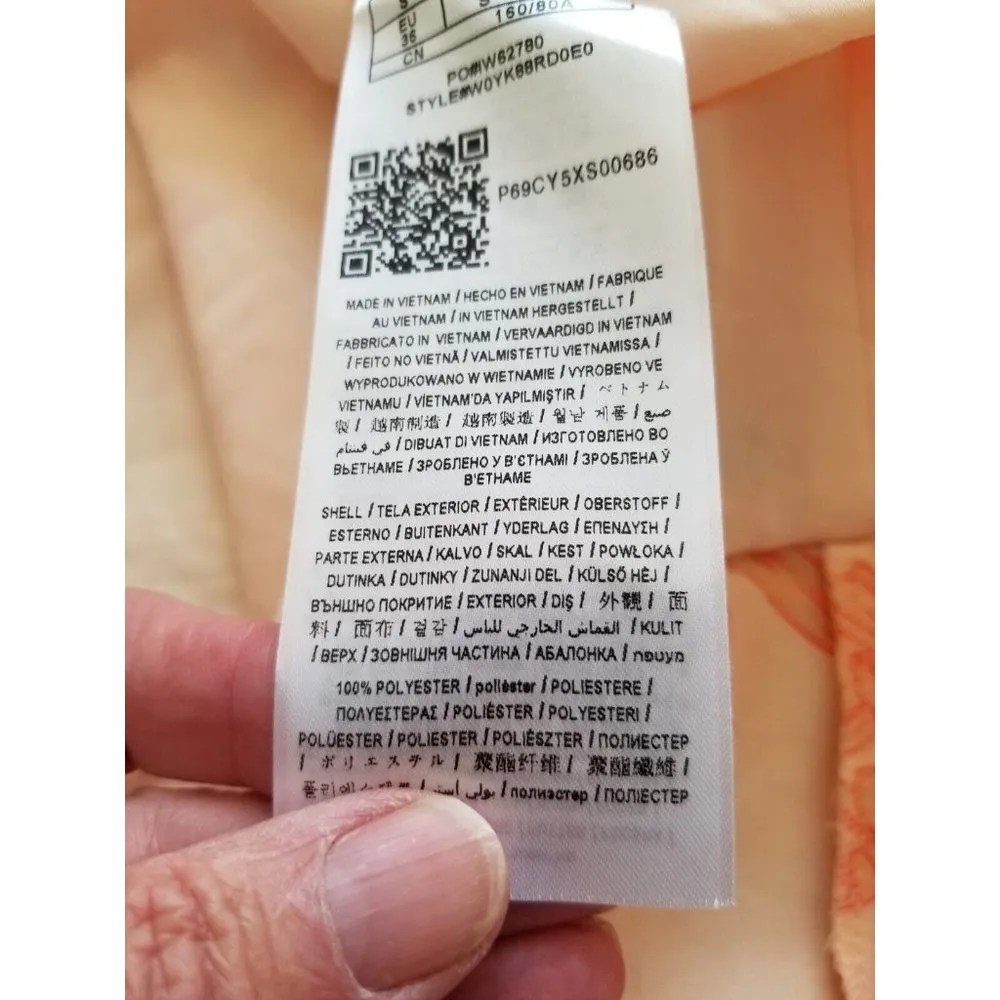 EU
36
160/80A
CN
PO#IW62780
STYLE#W0YK88RD0E0
P69CY5XS00686
MADE IN VIETNAM / HECHO EN VIETNAM / FABRIQUE
AU VIETNAM / IN VIETNAM HERGESTELLT /
FABBRICATO IN VIETNAM / VERVAARDIGD IN VIETNAM
/ FEITO NO VIETNÃ / VALMISTETTU VIETNAMISSA /
WYPRODUKOWANO W WIETNAMIE / VYROBENO VE
VIETNAMU / VIETNAM'DA YAPILMIŞTIR / ベトナム
製 / 越南制造 / 越南製造 / 월남 제품 / صنع
في فيتنام / DIBUAT DI VIETNAM / ИЗГОТОВЛЕНО ВО
ВЬЕТНАМЕ / ЗРОБЛЕНО У В'ЄТНАМІ / ЗРОБЛЕНА Ў
В'ЕТНАМЕ
SHELL / TELA EXTERIOR / EXTÉRIEUR / OBERSTOFF /
ESTERNO / BUITENKANT / YDERLAG / ΕΠΕΝΔΥΣΗ /
PARTE EXTERNA / KALVO / SKAL / KEST / POWŁOKA /
DUTINKA / DUTINKY / ZUNANJI DEL / KÜLSŐ HÉJ /
ВЪНШНО ПОКРИТИЕ / EXTERIOR / DIŞ / 外観 / 面
料 / 面布 / 겉감 / القماش الخارجي للباس / KULIT
/ ВЕРХ / ЗОВНІШНЯ ЧАСТИНА / АБАЛОНКА / מעטפת
100% POLYESTER / poliéster / POLIESTERE /
ΠΟΛΥΕΣΤΕΡΑΣ / POLIÉSTER / POLYESTERI /
POLÜESTER / POLIESTER / POLIÉSZTER / ПОЛИЕСТЕР
/ ポリエステル / 聚酯纤维 / 聚酯纖維 /
بولي استر / полиэстер / ПОЛІЕСТЕР